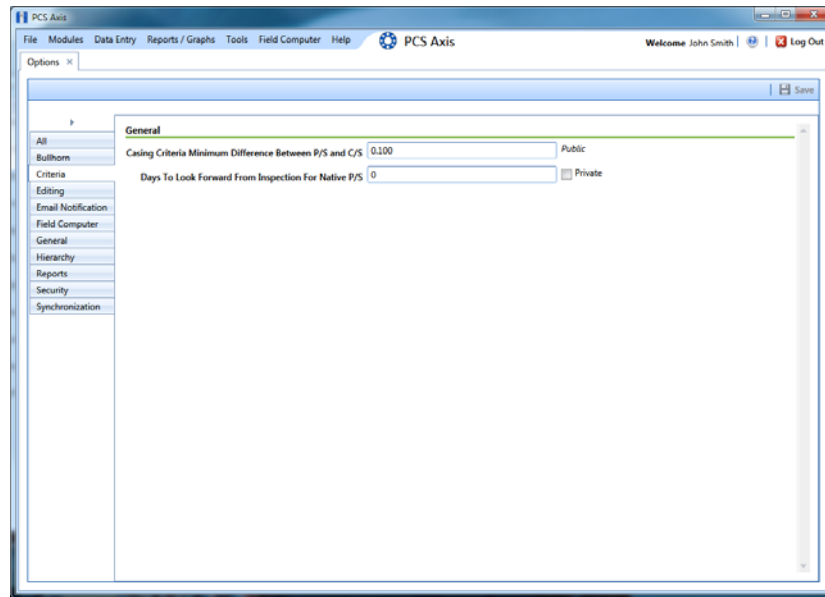 PCS Axis
File Modules Data Entry Reports / Graphs Tools Field Computer Help PCS Axis Welcome John Smith | | Log Out
Options ×
| Save
General
All
Bullhorn
Criteria
Editing
Email Notification
Field Computer
General
Hierarchy
Reports
Security
Synchronization
Casing Criteria Minimum Difference Between P/S and C/S 0.100 Public
Days To Look Forward From Inspection For Native P/S 0 Private